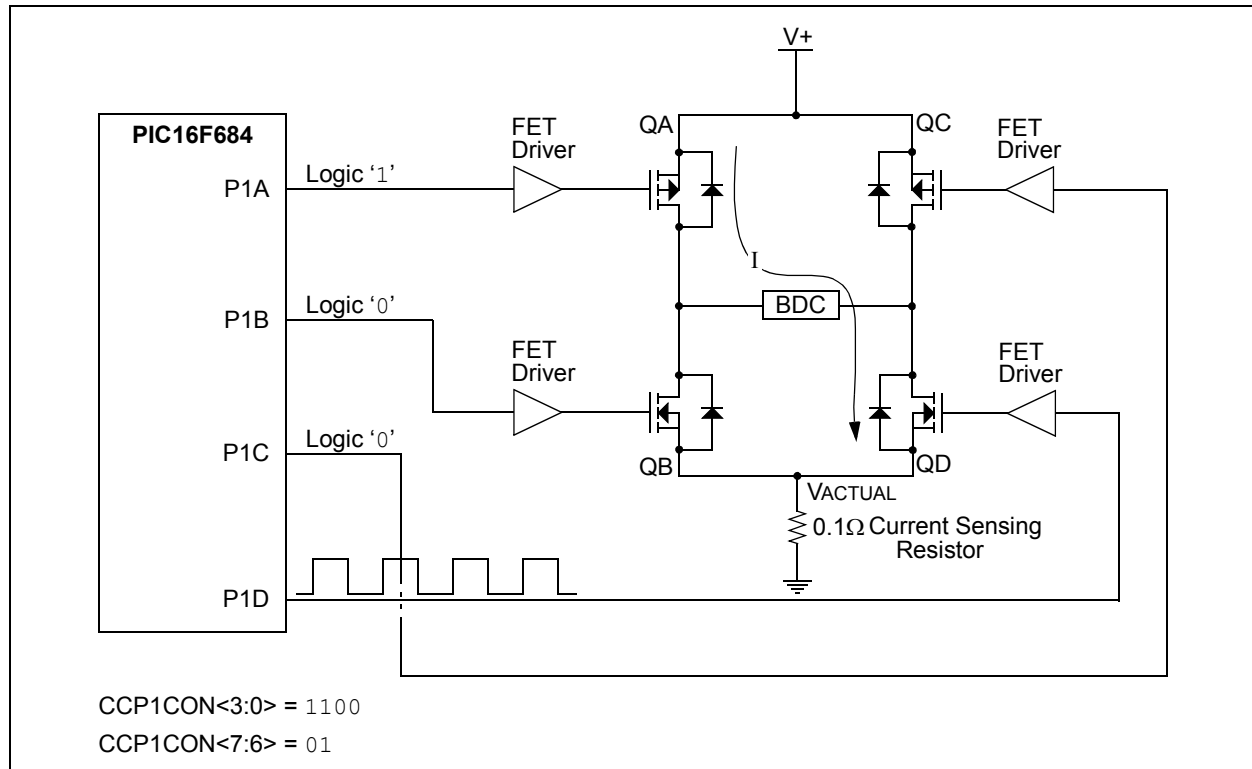 V+
PIC16F684
P1A
Logic ‘1’
FET
Driver
QA
QC
FET
Driver
I
BDC
P1B
Logic ‘0’
FET
Driver
FET
Driver
P1C
Logic ‘0’
QB
QD
VACTUAL
0.1Ω Current Sensing
Resistor
P1D
CCP1CON<3:0> = 1100
CCP1CON<7:6> = 01